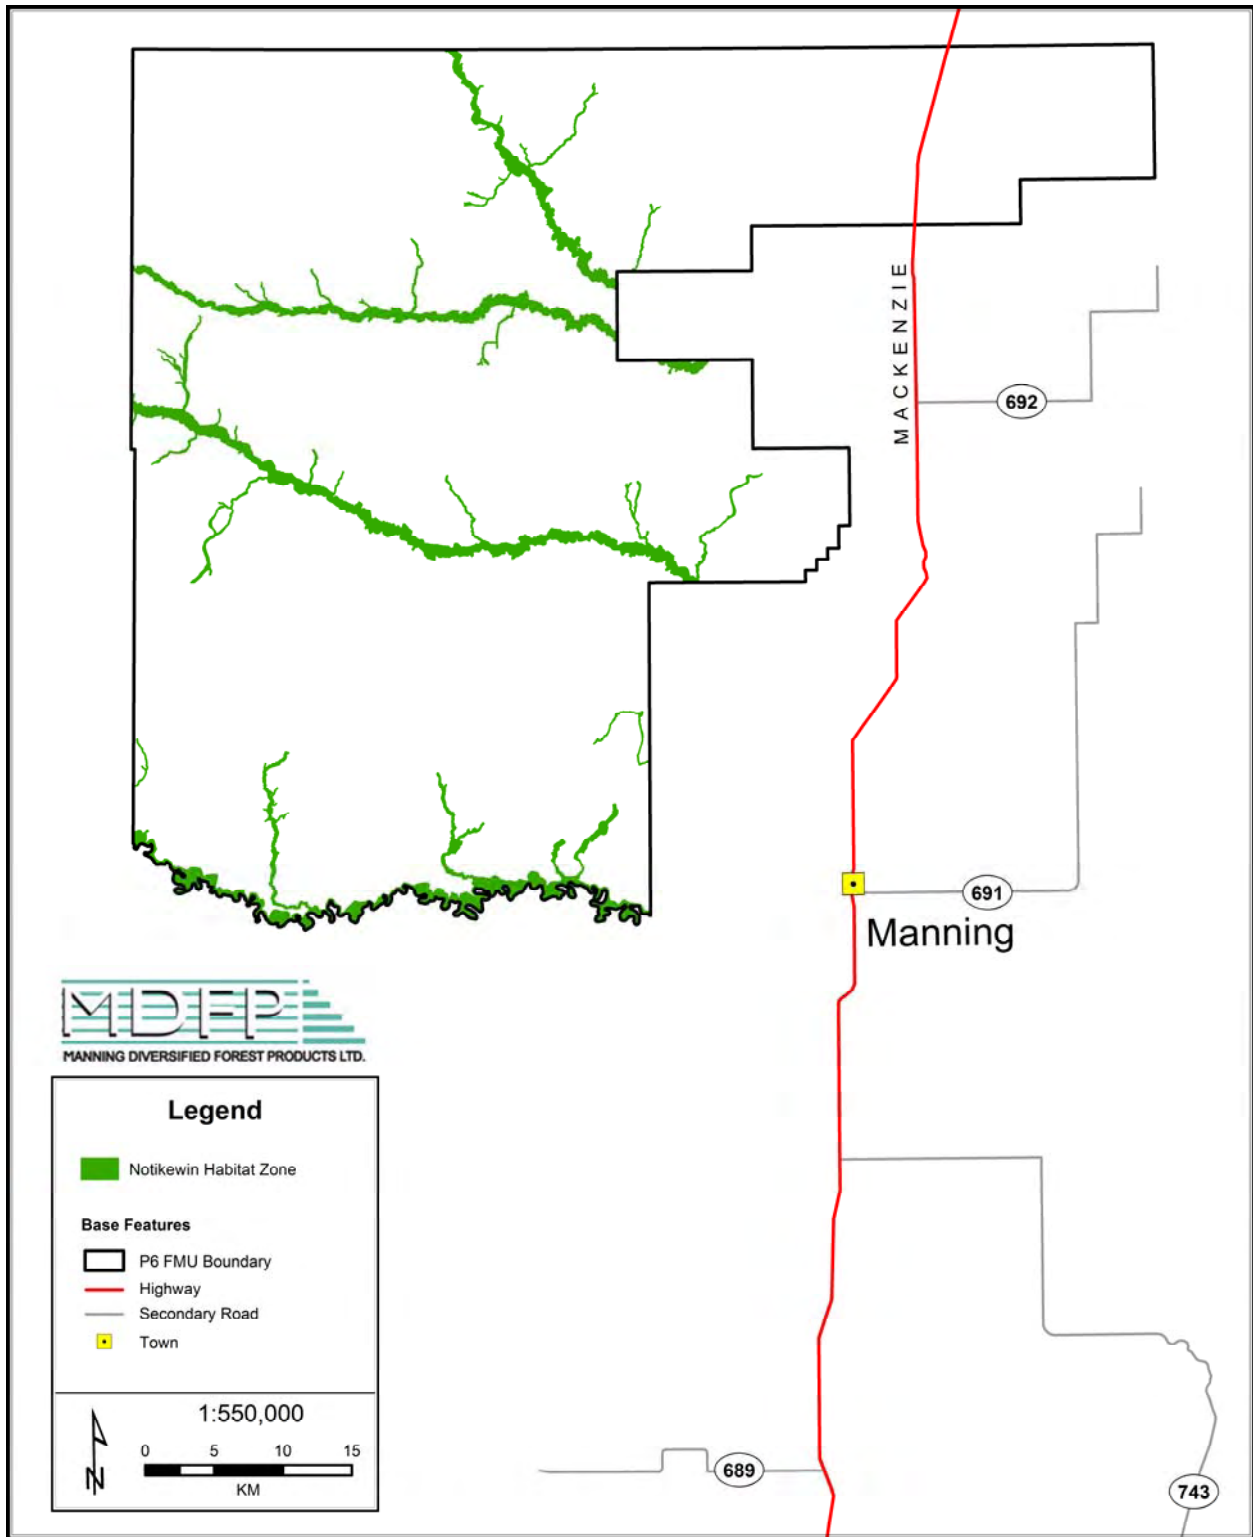 MACKENZIE
692
691
Manning
MDFP
MANNING DIVERSIFIED FOREST PRODUCTS LTD.
Legend
Notikewin Habitat Zone
Base Features
P6 FMU Boundary
Highway
Secondary Road
Town
1:550,000
0 5 10 15
KM
N
689
743